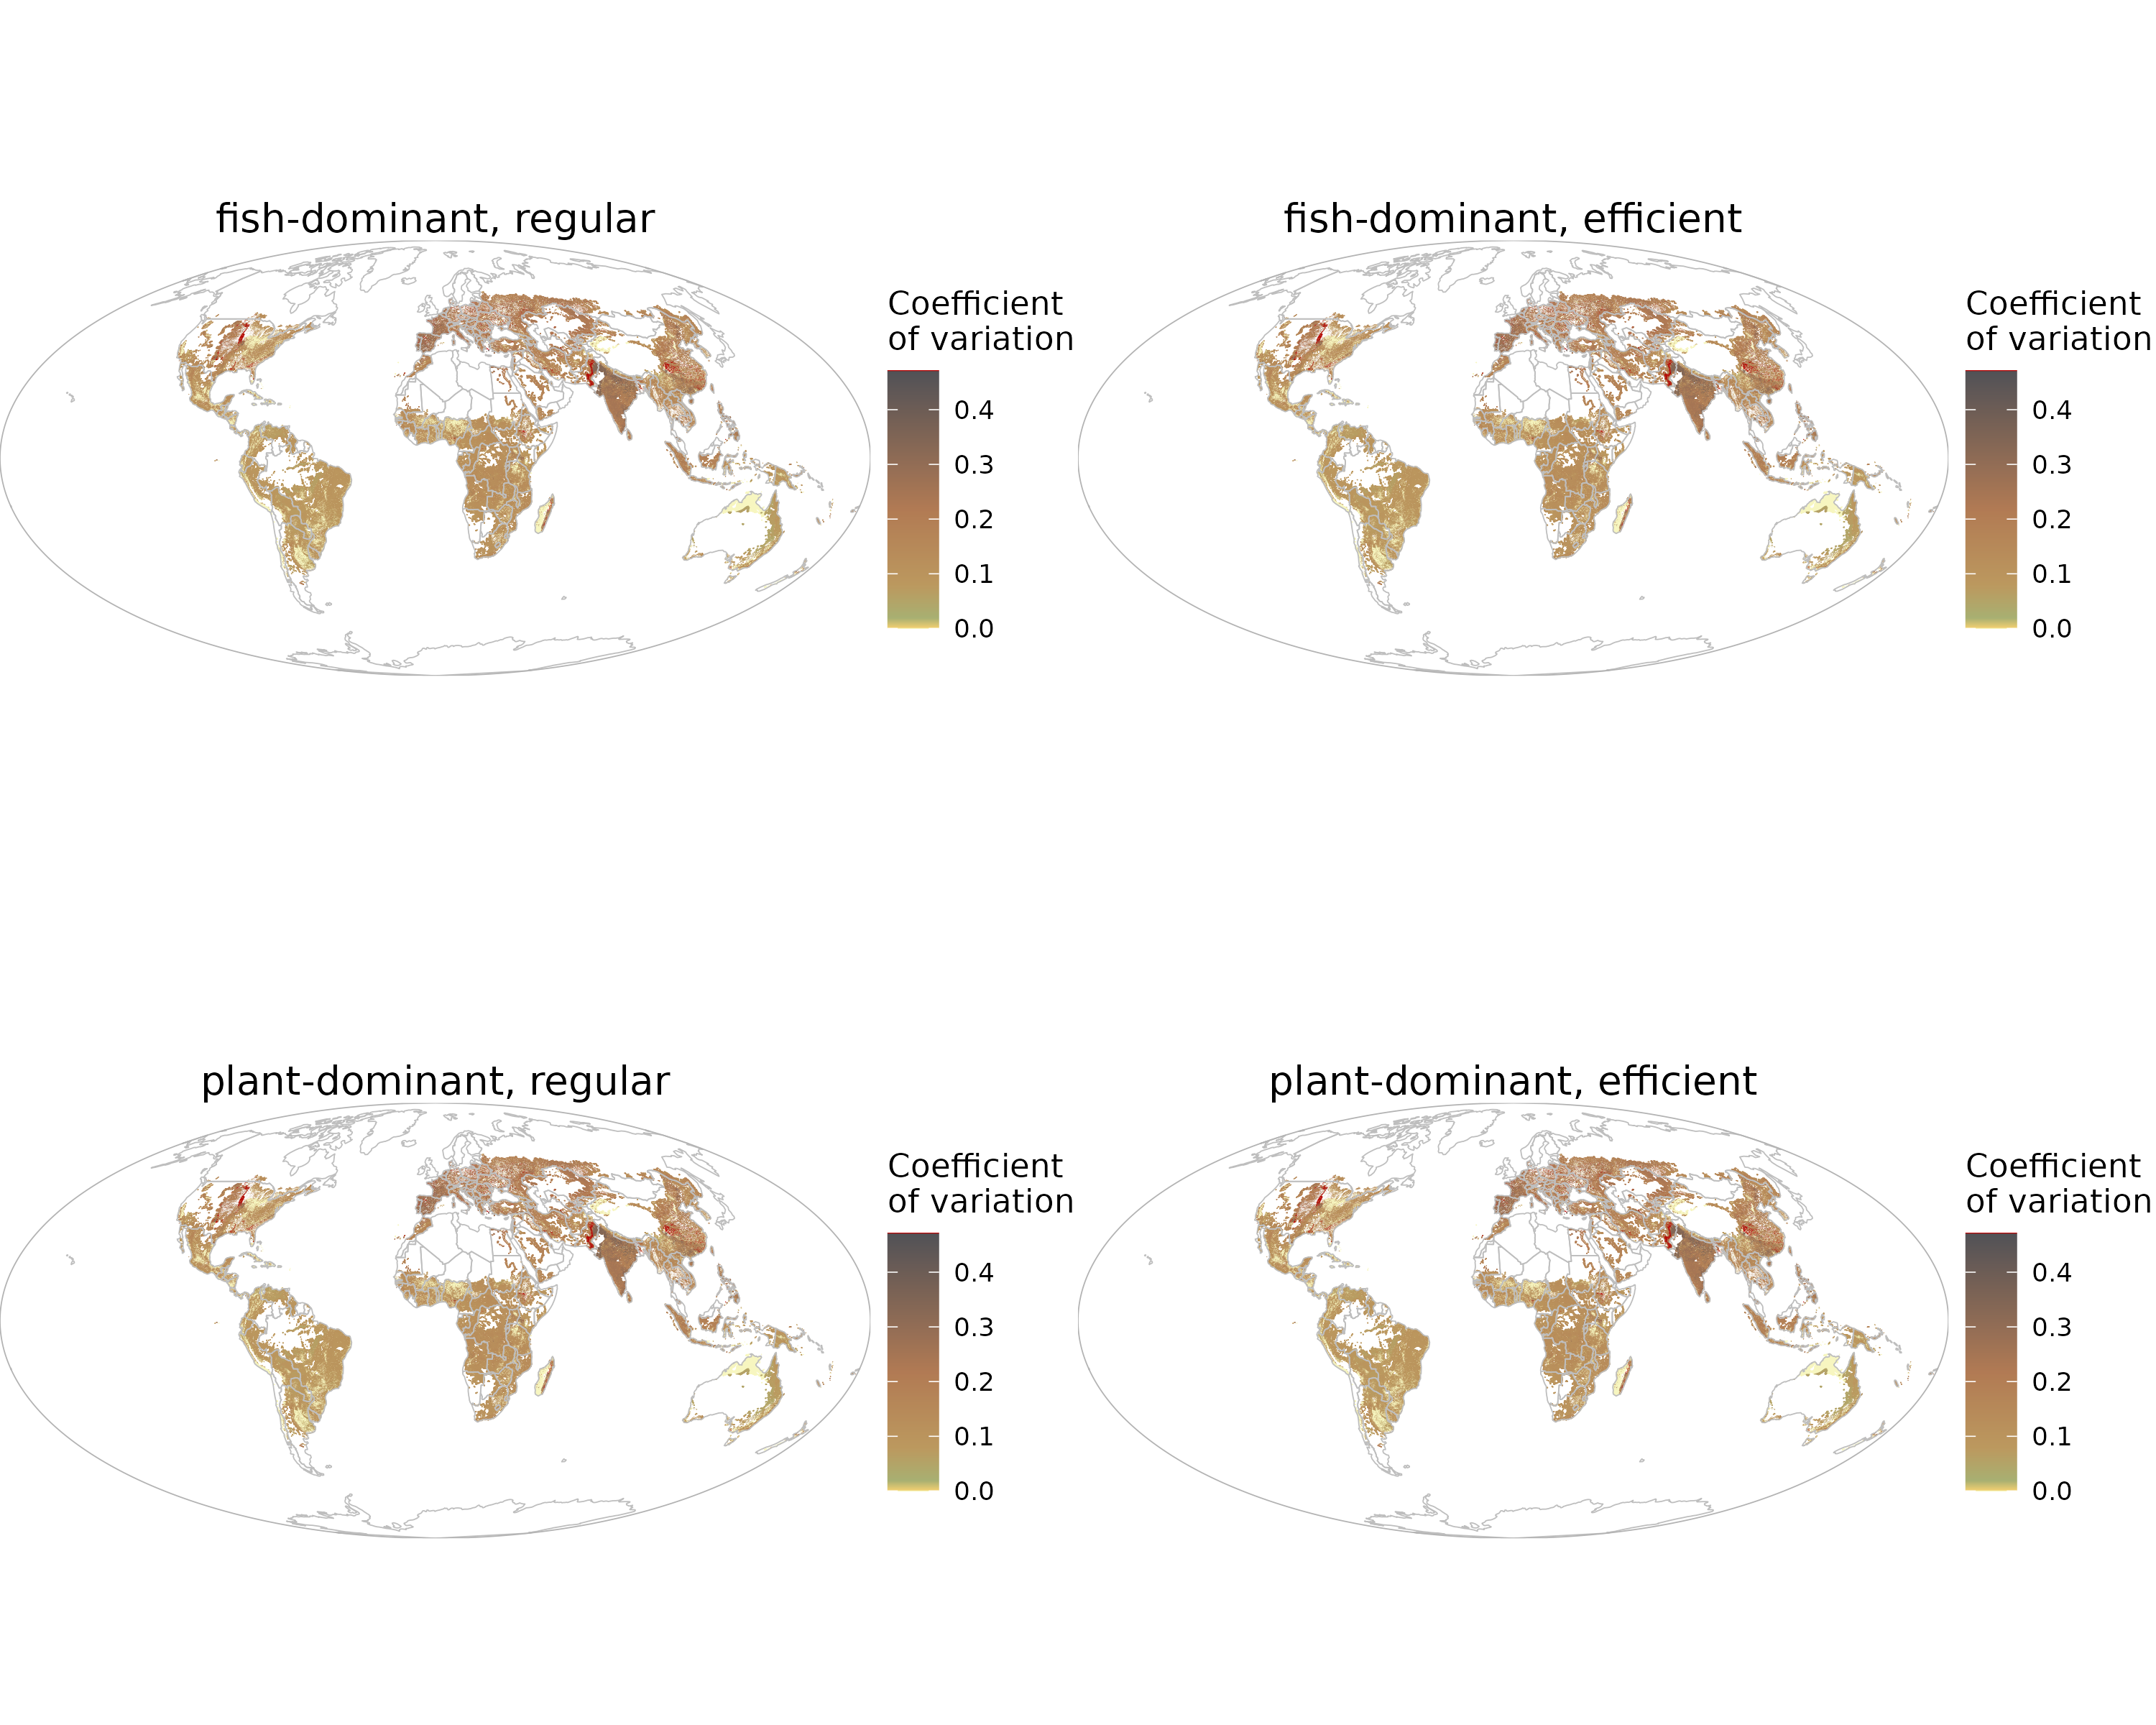 fish-dominant, regular
Coefficient
of variation
0.4
0.3
0.2
0.1
0.0
fish-dominant, efficient
Coefficient
of variation
0.4
0.3
0.2
0.1
0.0
plant-dominant, regular
Coefficient
of variation
0.4
0.3
0.2
0.1
0.0
plant-dominant, efficient
Coefficient
of variation
0.4
0.3
0.2
0.1
0.0